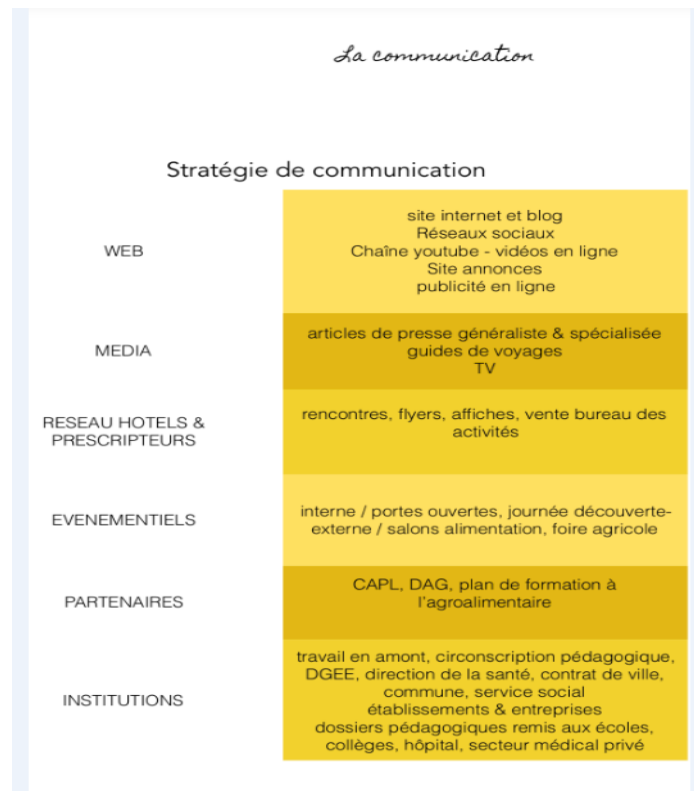 La communication
Stratégie de communication
WEB
site internet et blog
Réseaux sociaux
Chaîne youtube - vidéos en ligne
Site annonces
publicité en ligne
MEDIA
articles de presse généraliste & spécialisée
guides de voyages
TV
RESEAU HOTELS &
PRESCRIPTEURS
rencontres, flyers, affiches, vente bureau des
activités
EVENEMENTIELS
interne / portes ouvertes, journée découverte-
externe / salons alimentation, foire agricole
PARTENAIRES
CAPL, DAG, plan de formation à
l'agroalimentaire
INSTITUTIONS
travail en amont, circonscription pédagogique,
DGEE, direction de la santé, contrat de ville,
commune, service social
établissements & entreprises
dossiers pédagogiques remis aux écoles,
collèges, hôpital, secteur médical privé